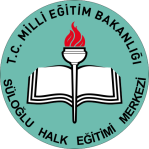 T.C. MİLLİ EĞİTİM BAKANLIĞI
SÜLOĞLU HALK EĞİTİMİ MERKEZİ